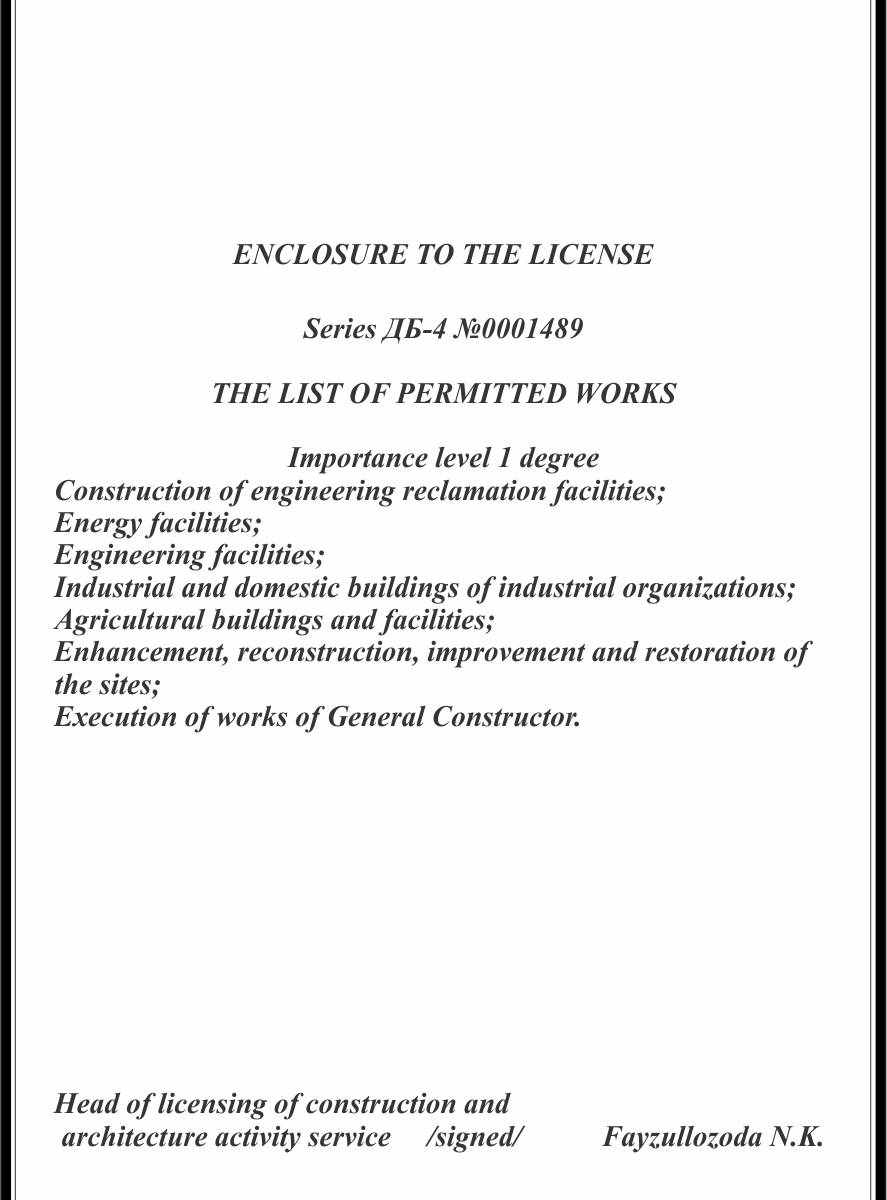 ENCLOSURE TO THE LICENSE
Series ДБ-4 №0001489
THE LIST OF PERMITTED WORKS
Importance level 1 degree
Construction of engineering reclamation facilities;
Energy facilities;
Engineering facilities;
Industrial and domestic buildings of industrial organizations;
Agricultural buildings and facilities;
Enhancement, reconstruction, improvement and restoration of
the sites;
Execution of works of General Constructor.
Head of licensing of construction and
architecture activity service /signed/ Fayzullozoda N.K.